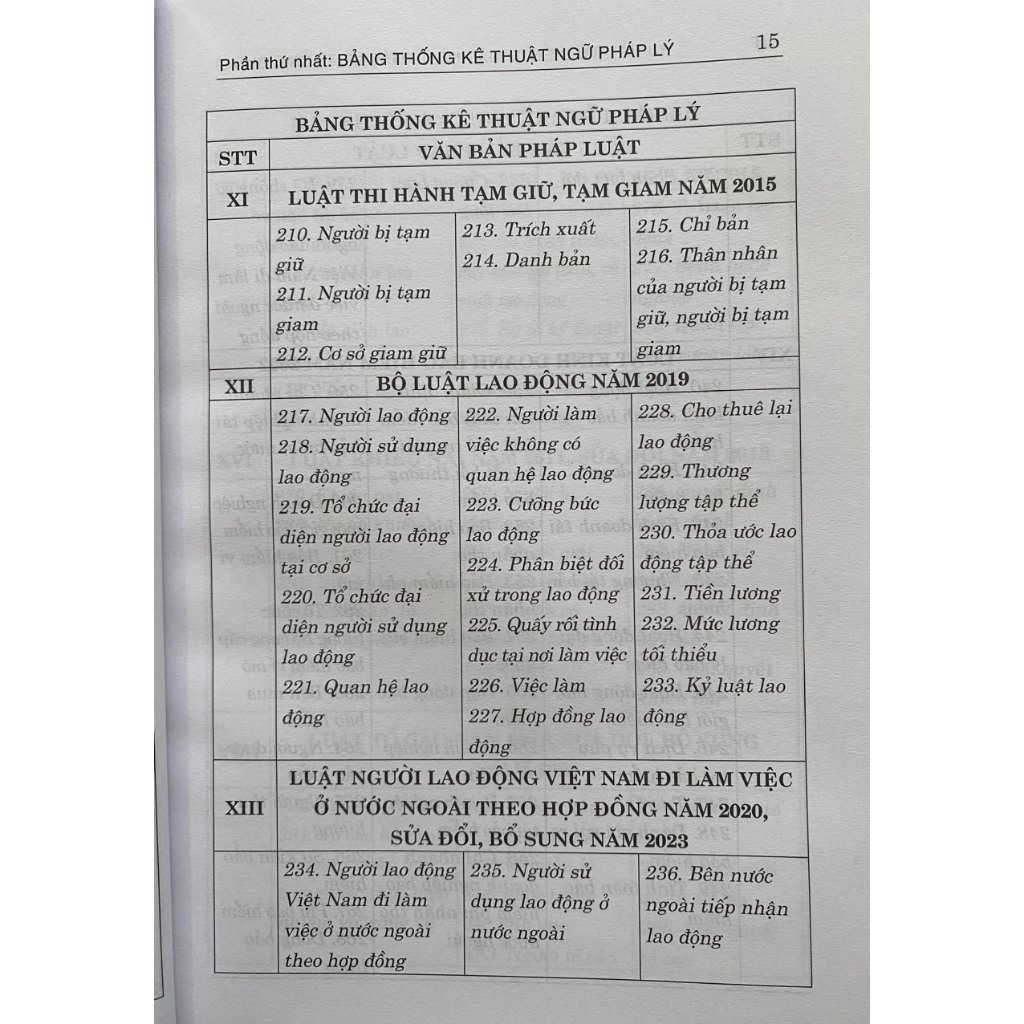 Phần thứ nhất: BẢNG THỐNG KÊ THUẬT NGỮ PHÁP LÝ 15
BẢNG THỐNG KÊ THUẬT NGỮ PHÁP LÝ
STT
VĂN BẢN PHÁP LUẬT
XI
LUẬT THI HÀNH TẠM GIỮ, TẠM GIAM NĂM 2015
210. Người bị tạm
giữ
211. Người bị tạm
giam
212. Cơ sở giam giữ
213. Trích xuất
214. Danh bản
215. Chỉ bản
216. Thân nhân
của người bị tạm
giữ, người bị tạm
giam
XII
BỘ LUẬT LAO ĐỘNG NĂM 2019
217. Người lao động
218. Người sử dụng
lao động
219. Tổ chức đại
diện người lao động
tại cơ sở
220. Tổ chức đại
diện người sử dụng
lao động
221. Quan hệ lao
động
222. Người làm
việc không có
quan hệ lao động
223. Cưỡng bức
lao động
224. Phân biệt đối
xử trong lao động
225. Quấy rối tình
dục tại nơi làm việc
226. Việc làm
227. Hợp đồng lao
động
228. Cho thuê lại
lao động
229. Thương
lượng tập thể
230. Thỏa ước lao
động tập thể
231. Tiền lương
232. Mức lương
tối thiểu
233. Kỷ luật lao
động
XIII
LUẬT NGƯỜI LAO ĐỘNG VIỆT NAM ĐI LÀM VIỆC
Ở NƯỚC NGOÀI THEO HỢP ĐỒNG NĂM 2020,
SỬA ĐỔI, BỔ SUNG NĂM 2023
234. Người lao động
Việt Nam đi làm
việc ở nước ngoài
theo hợp đồng
235. Người sử
dụng lao động ở
nước ngoài
236. Bên nước
ngoài tiếp nhận
lao động